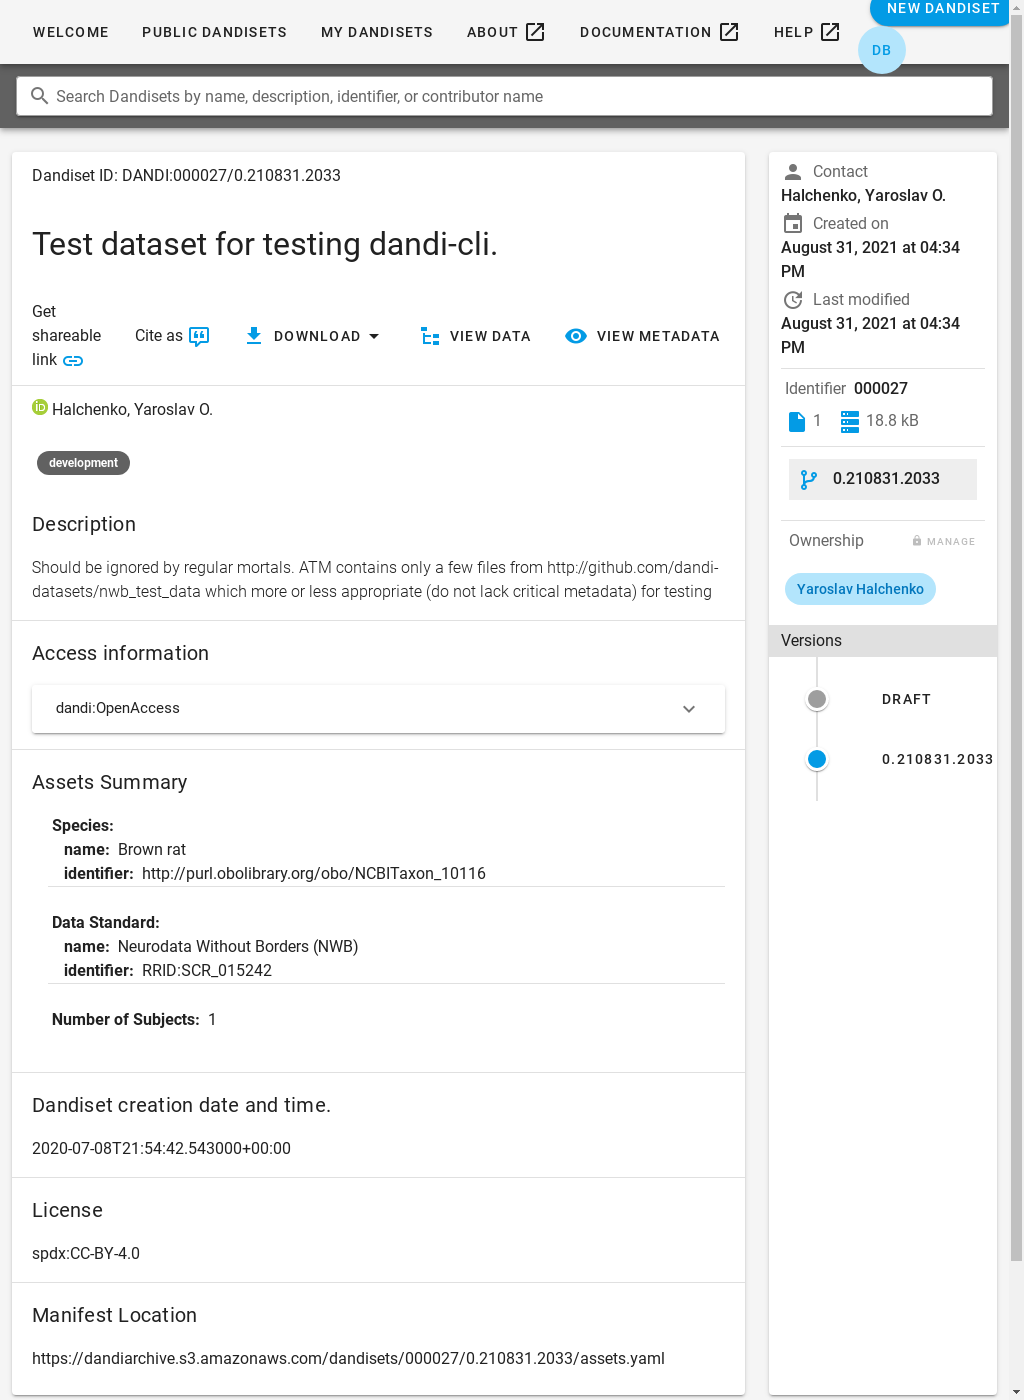 WELCOME PUBLIC DANDISETS MY DANDISETS ABOUT DOCUMENTATION HELP NEW DANDISET
DB
Search Dandisets by name, description, identifier, or contributor name
Dandiset ID: DANDI:000027/0.210831.2033
Test dataset for testing dandi-cli.
Get
shareable
link
Cite as
DOWNLOAD
VIEW DATA
VIEW METADATA
iD Halchenko, Yaroslav O.
development
Description
Should be ignored by regular mortals. ATM contains only a few files from http://github.com/dandi-
datasets/nwb_test_data which more or less appropriate (do not lack critical metadata) for testing
Access information
dandi:OpenAccess
Assets Summary
Species:
name: Brown rat
identifier: http://purl.obolibrary.org/obo/NCBITaxon_10116
Data Standard:
name: Neurodata Without Borders (NWB)
identifier: RRID:SCR_015242
Number of Subjects: 1
Dandiset creation date and time.
2020-07-08T21:54:42.543000+00:00
License
spdx:CC-BY-4.0
Manifest Location
https://dandiarchive.s3.amazonaws.com/dandisets/000027/0.210831.2033/assets.yaml
Contact
Halchenko, Yaroslav O.
Created on
August 31, 2021 at 04:34
PM
Last modified
August 31, 2021 at 04:34
PM
Identifier 000027
1 18.8 kB
0.210831.2033
Ownership MANAGE
Yaroslav Halchenko
Versions
DRAFT
0.210831.2033